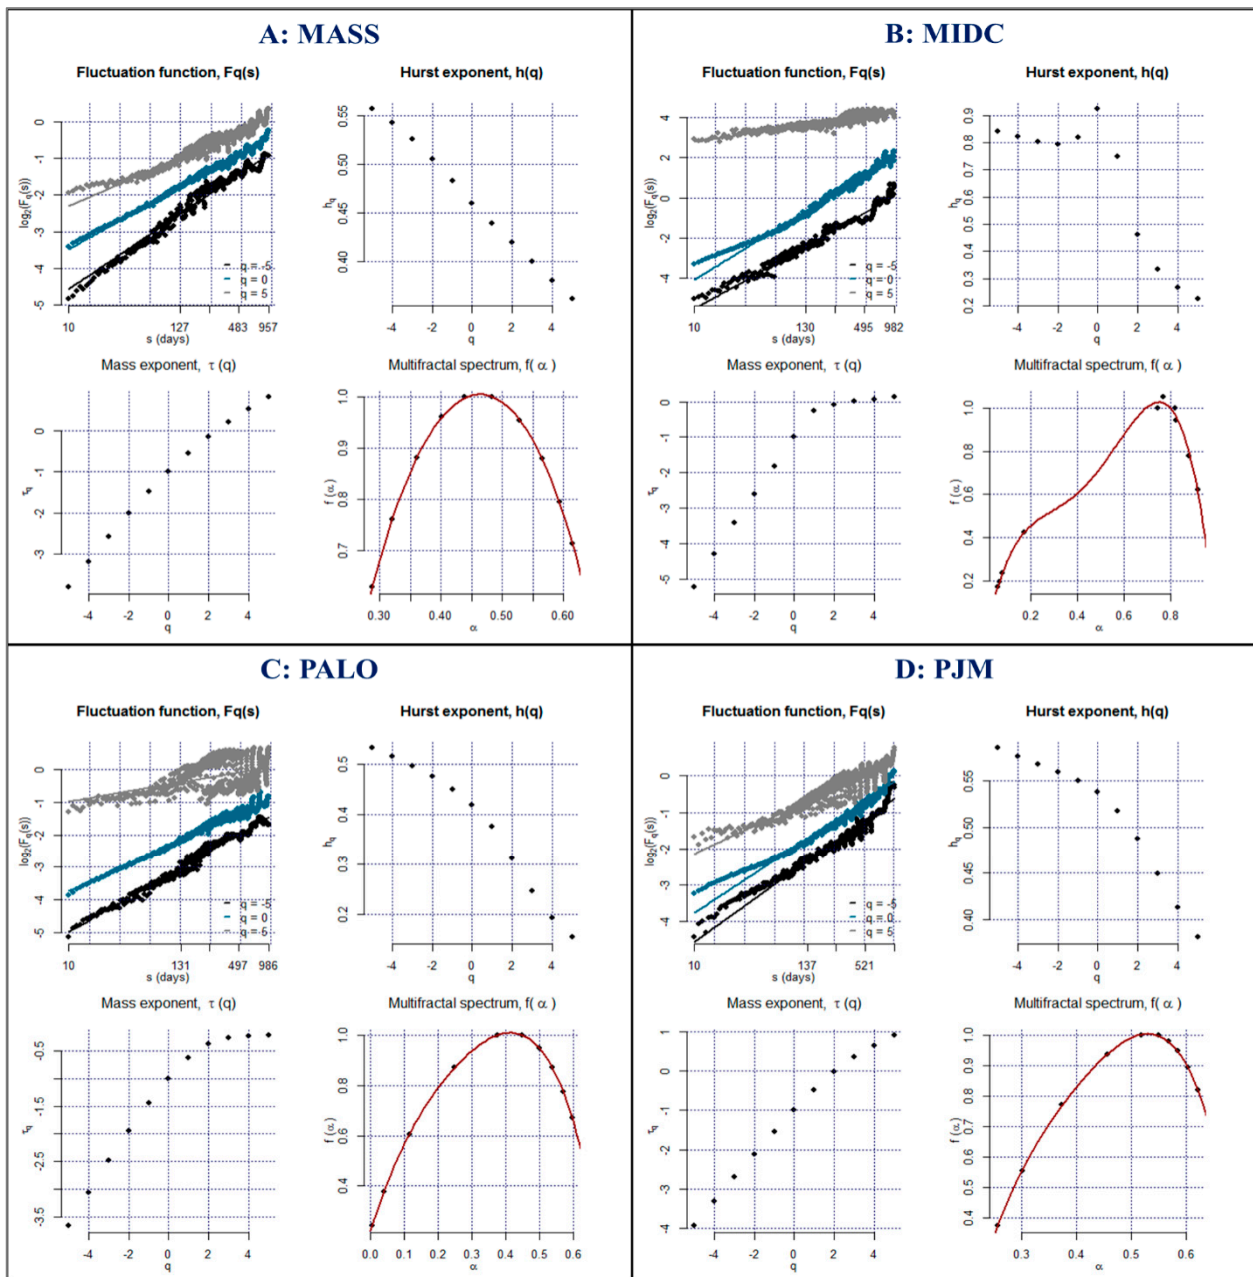 A: MASS
Fluctuation function, Fq(s)
log2(Fq(s))
0
-1
-2
-3
-4
-5
q = -5
q = 0
q = 5
10 127 483 957
s (days)
Hurst exponent, h(q)
hq
0.55
0.50
0.45
0.40
-4 -2 0 2 4
q
Mass exponent, τ (q)
τq
0
-1
-2
-3
-4 -2 0 2 4
q
Multifractal spectrum, f( α )
f (α)
1.0
0.9
0.8
0.7
0.30 0.40 0.50 0.60
α
B: MIDC
Fluctuation function, Fq(s)
log2(Fq(s))
4
2
0
-2
-4
q = -5
q = 0
q = 5
10 130 495 982
s (days)
Hurst exponent, h(q)
hq
0.9
0.8
0.7
0.6
0.5
0.4
0.3
0.2
-4 -2 0 2 4
q
Mass exponent, τ (q)
τq
0
-1
-2
-3
-4
-5
-4 -2 0 2 4
q
Multifractal spectrum, f( α )
f (α)
1.0
0.8
0.6
0.4
0.2
0.2 0.4 0.6 0.8
α
C: PALO
Fluctuation function, Fq(s)
log2(Fq(s))
0
-1
-2
-3
-4
-5
q = -5
q = 0
q = 5
10 131 497 986
s (days)
Hurst exponent, h(q)
hq
0.5
0.4
0.3
0.2
-4 -2 0 2 4
q
Mass exponent, τ (q)
τq
-0.5
-1.5
-2.5
-3.5
-4 -2 0 2 4
q
Multifractal spectrum, f( α )
f (α)
1.0
0.8
0.6
0.4
0.0 0.1 0.2 0.3 0.4 0.5 0.6
α
D: PJM
Fluctuation function, Fq(s)
log2(Fq(s))
0
-1
-2
-3
-4
q = -5
q = 0
q = 5
10 137 521
s (days)
Hurst exponent, h(q)
hq
0.55
0.50
0.45
0.40
-4 -2 0 2 4
q
Mass exponent, τ (q)
τq
1
0
-1
-2
-3
-4
-4 -2 0 2 4
q
Multifractal spectrum, f( α )
f (α)
1.0
0.9
0.8
0.7
0.6
0.5
0.4
0.3 0.4 0.5 0.6
α